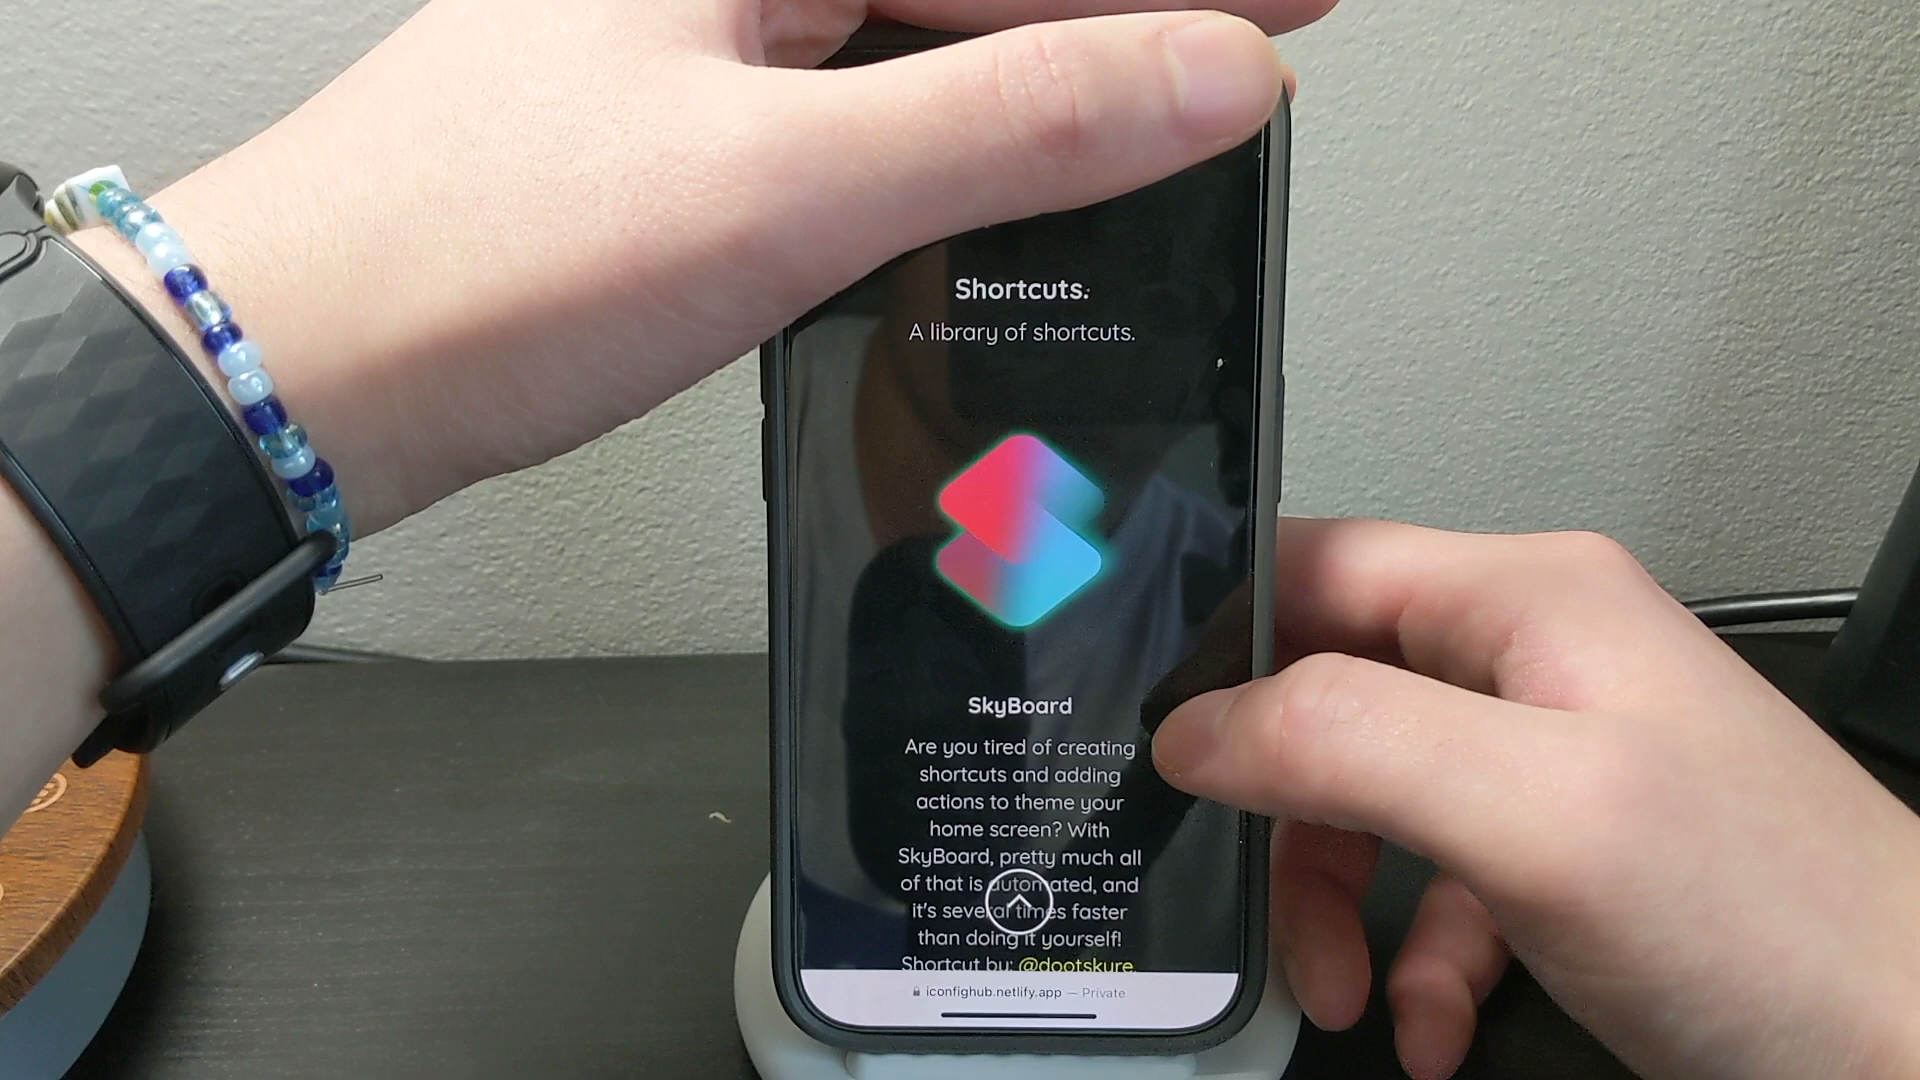 Shortcuts.
A library of shortcuts.
SkyBoard
Are you tired of creating
shortcuts and adding
actions to theme your
home screen? With
SkyBoard, pretty much all
of that is automated, and
it's several times faster
than doing it yourself!
Shortcut by: @dootskure.
iconfighub.netlify.app — Private